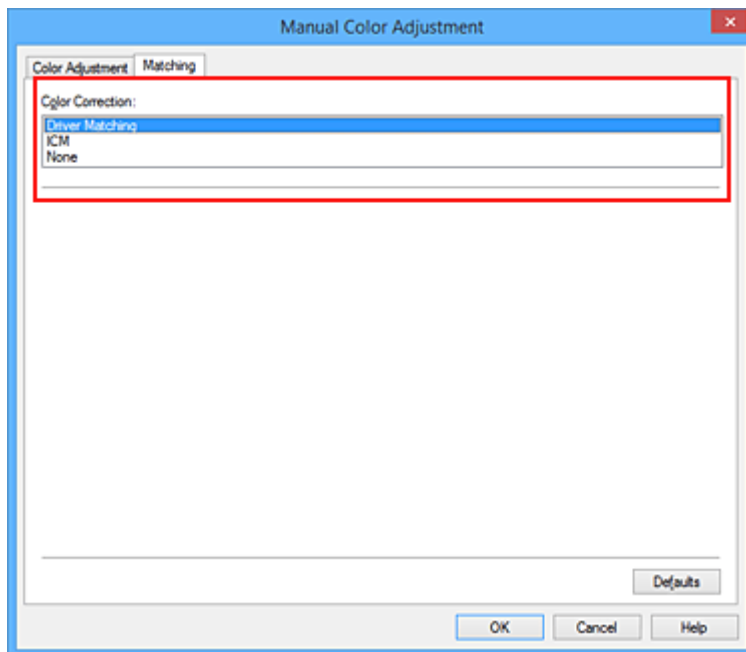 Manual Color Adjustment
Color Adjustment Matching
Color Correction:
Driver Matching
ICM
None
Defaults
OK Cancel Help